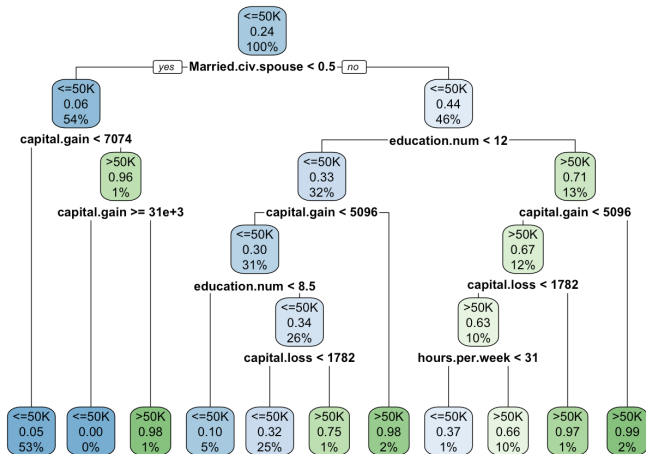 <=50K
0.24
100%
yes Married.civ.spouse < 0.5 no
<=50K
0.06
54%
capital.gain < 7074
<=50K
0.44
46%
education.num < 12
>50K
0.96
1%
capital.gain >= 31e+3
<=50K
0.33
32%
capital.gain < 5096
>50K
0.71
13%
capital.gain < 5096
<=50K
0.30
31%
education.num < 8.5
>50K
0.67
12%
capital.loss < 1782
<=50K
0.34
26%
capital.loss < 1782
>50K
0.63
10%
hours.per.week < 31
<=50K
0.05
53%
<=50K
0.00
0%
>50K
0.98
1%
<=50K
0.10
5%
<=50K
0.32
25%
>50K
0.75
1%
>50K
0.98
2%
<=50K
0.37
1%
>50K
0.66
10%
>50K
0.97
1%
>50K
0.99
2%